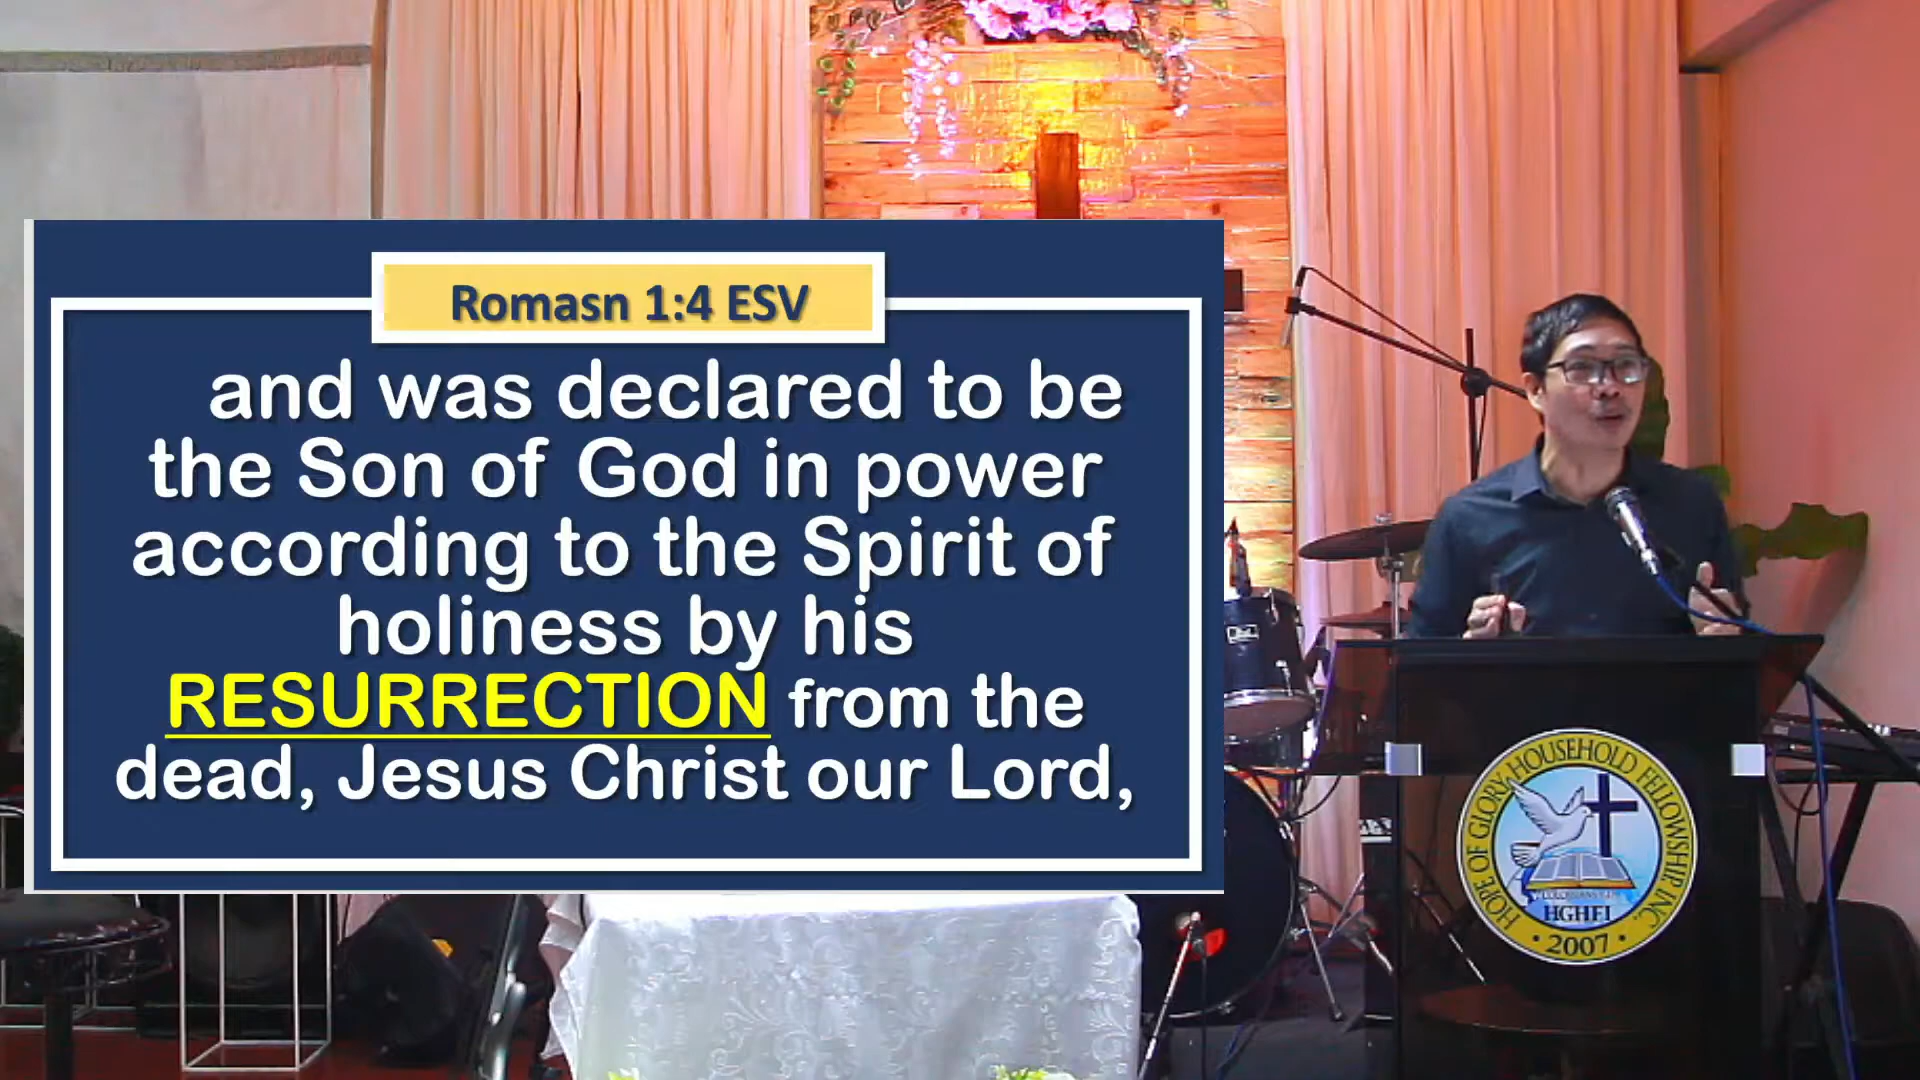 Romasn 1:4 ESV
and was declared to be
the Son of God in power
according to the Spirit of
holiness by his
RESURRECTION from the
dead, Jesus Christ our Lord,
HOPE OF GLORY HOUSEHOLD FELLOWSHIP, INC.
HGHFI
• 2007 •